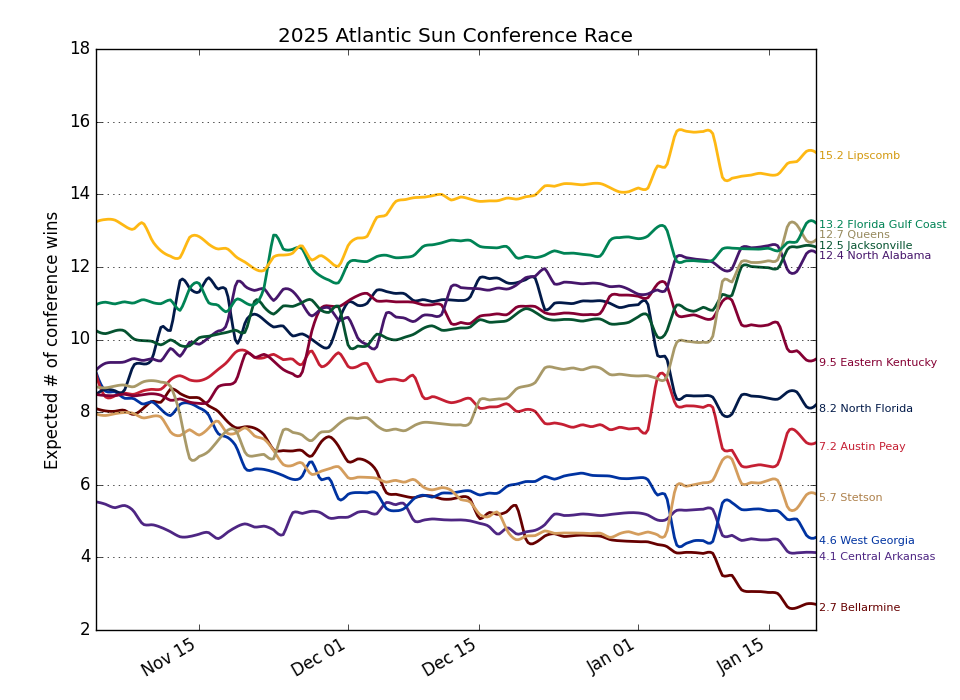 2025 Atlantic Sun Conference Race
Expected # of conference wins
18
16
14
12
10
8
6
4
2
Nov 15
Dec 01
Dec 15
Jan 01
Jan 15
15.2 Lipscomb
13.2 Florida Gulf Coast
12.7 Queens
12.5 Jacksonville
12.4 North Alabama
9.5 Eastern Kentucky
8.2 North Florida
7.2 Austin Peay
5.7 Stetson
4.6 West Georgia
4.1 Central Arkansas
2.7 Bellarmine